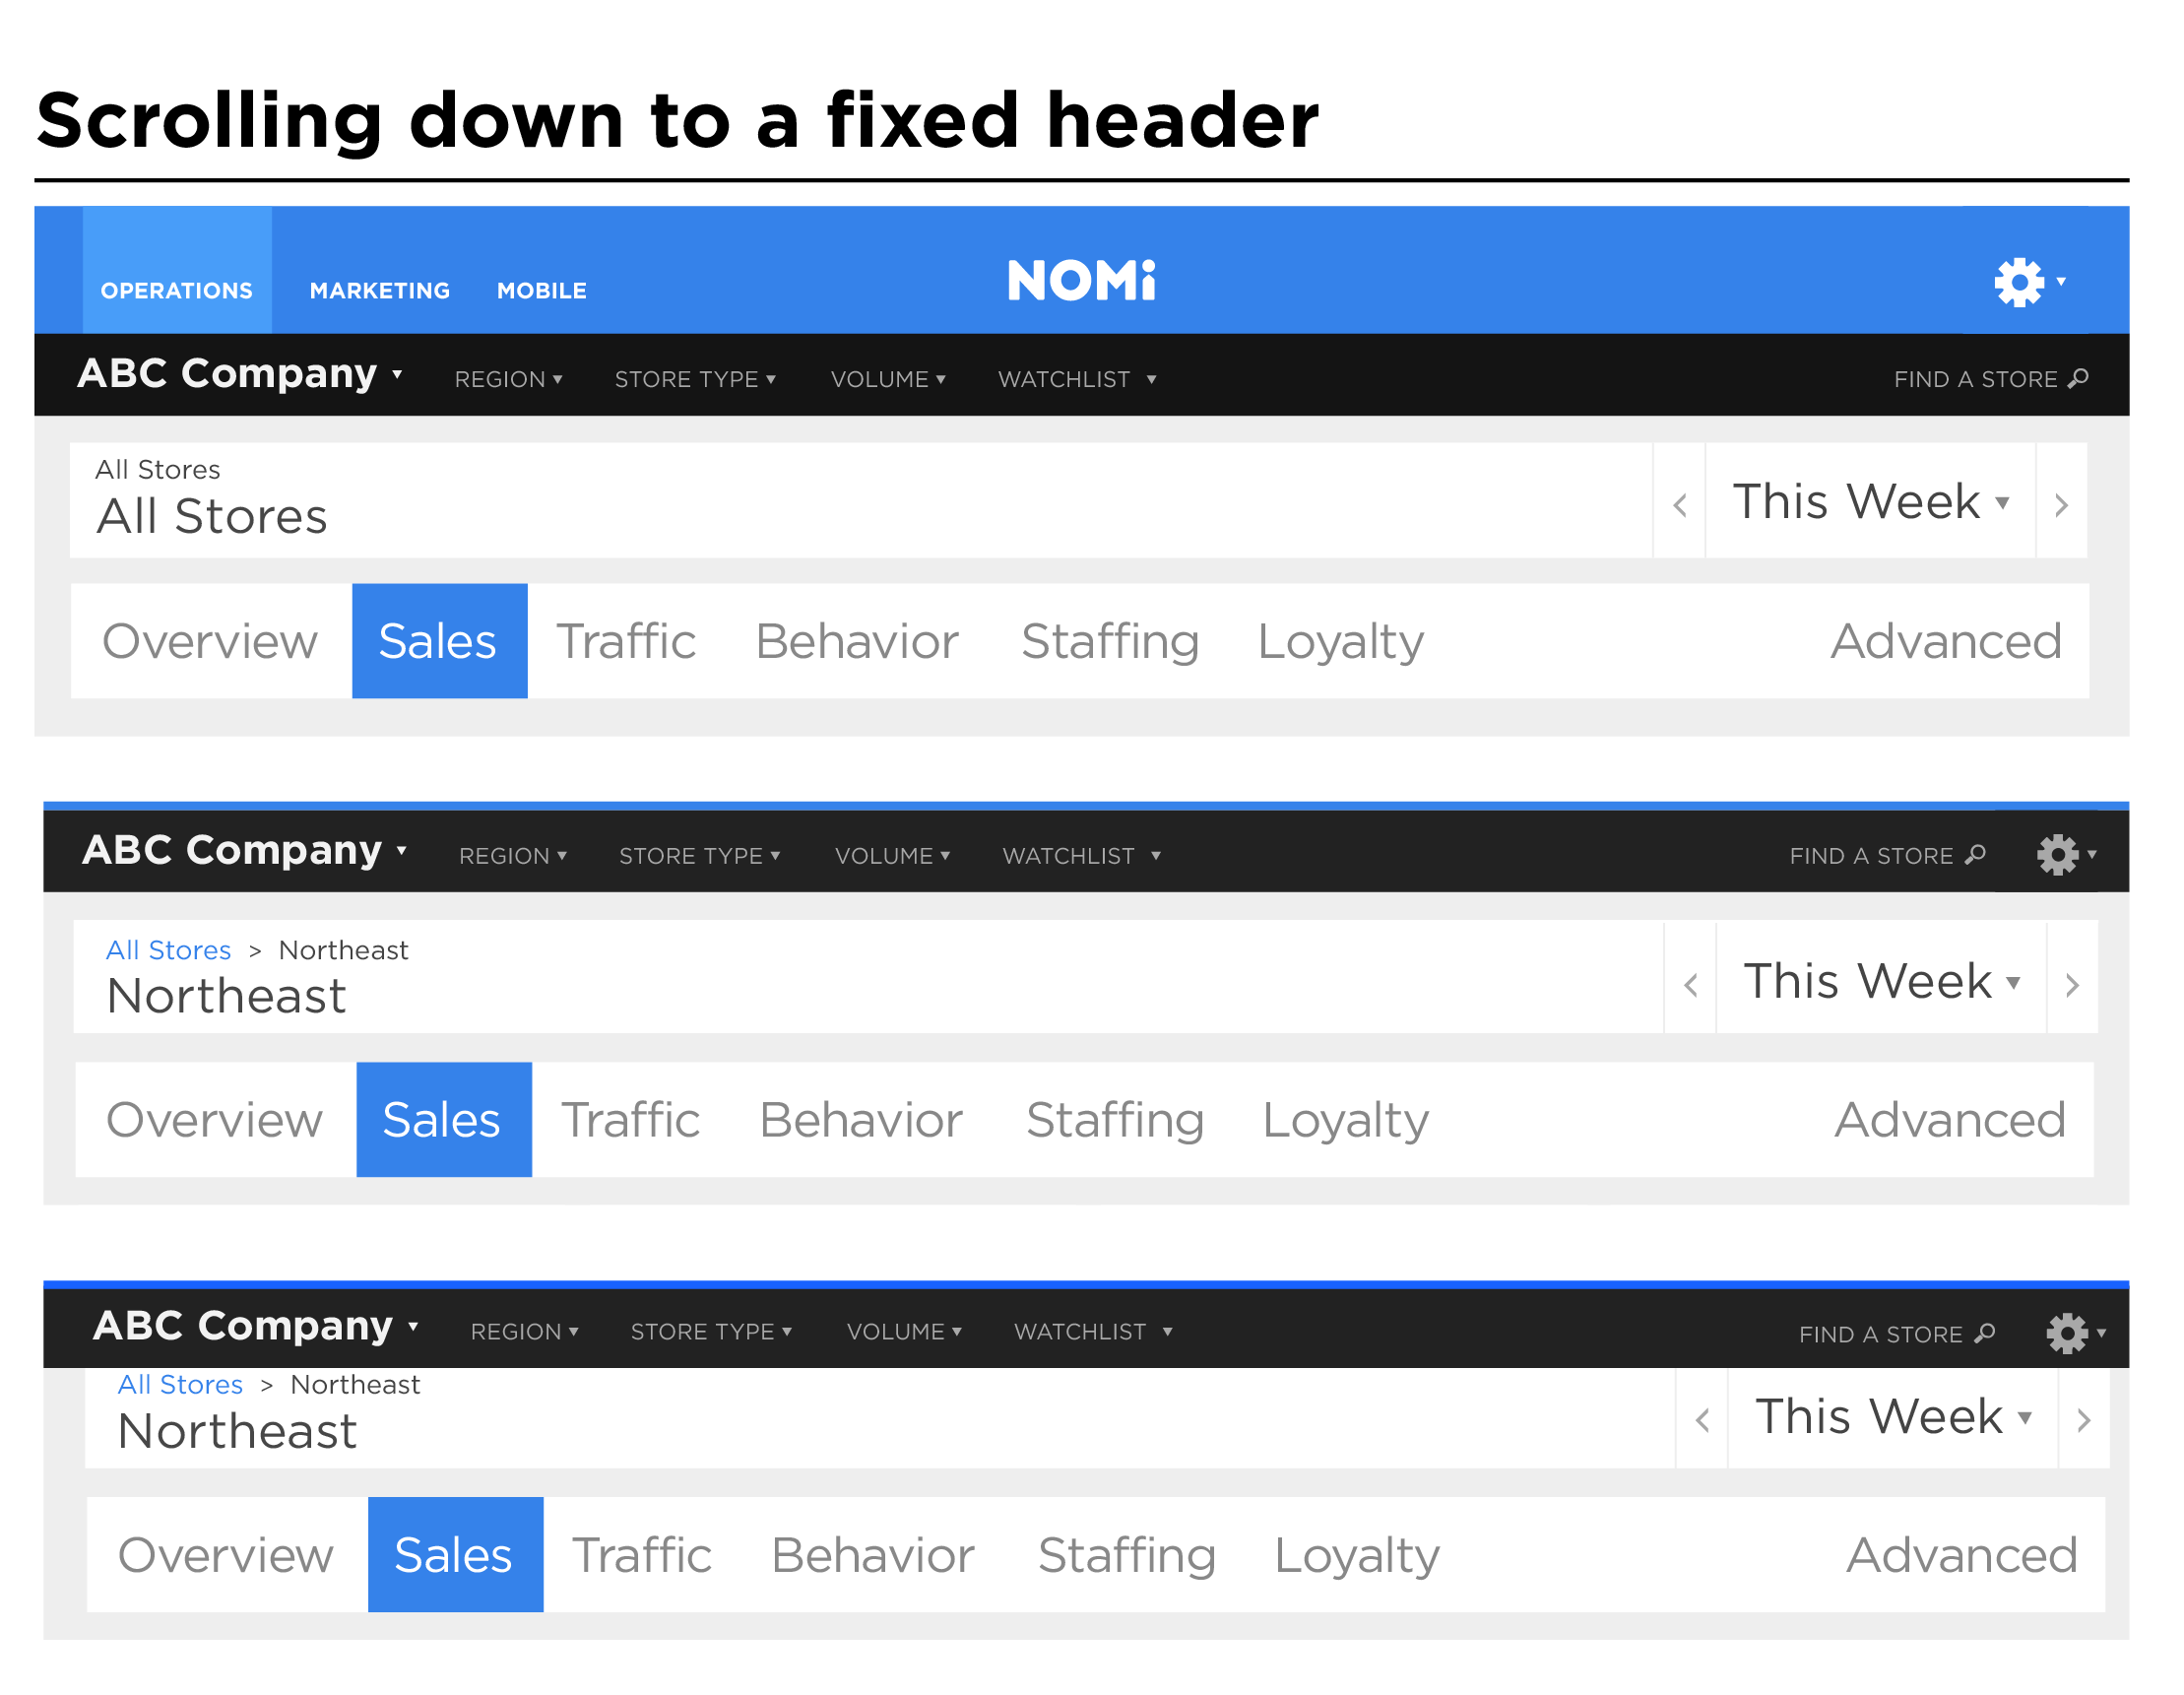 Scrolling down to a fixed header
OPERATIONS MARKETING MOBILE NOMi
ABC Company REGION STORE TYPE VOLUME WATCHLIST FIND A STORE
All Stores
All Stores
< This Week >
Overview Sales Traffic Behavior Staffing Loyalty Advanced
ABC Company REGION STORE TYPE VOLUME WATCHLIST FIND A STORE
All Stores > Northeast
Northeast
< This Week >
Overview Sales Traffic Behavior Staffing Loyalty Advanced
ABC Company REGION STORE TYPE VOLUME WATCHLIST FIND A STORE
All Stores > Northeast
Northeast
< This Week >
Overview Sales Traffic Behavior Staffing Loyalty Advanced